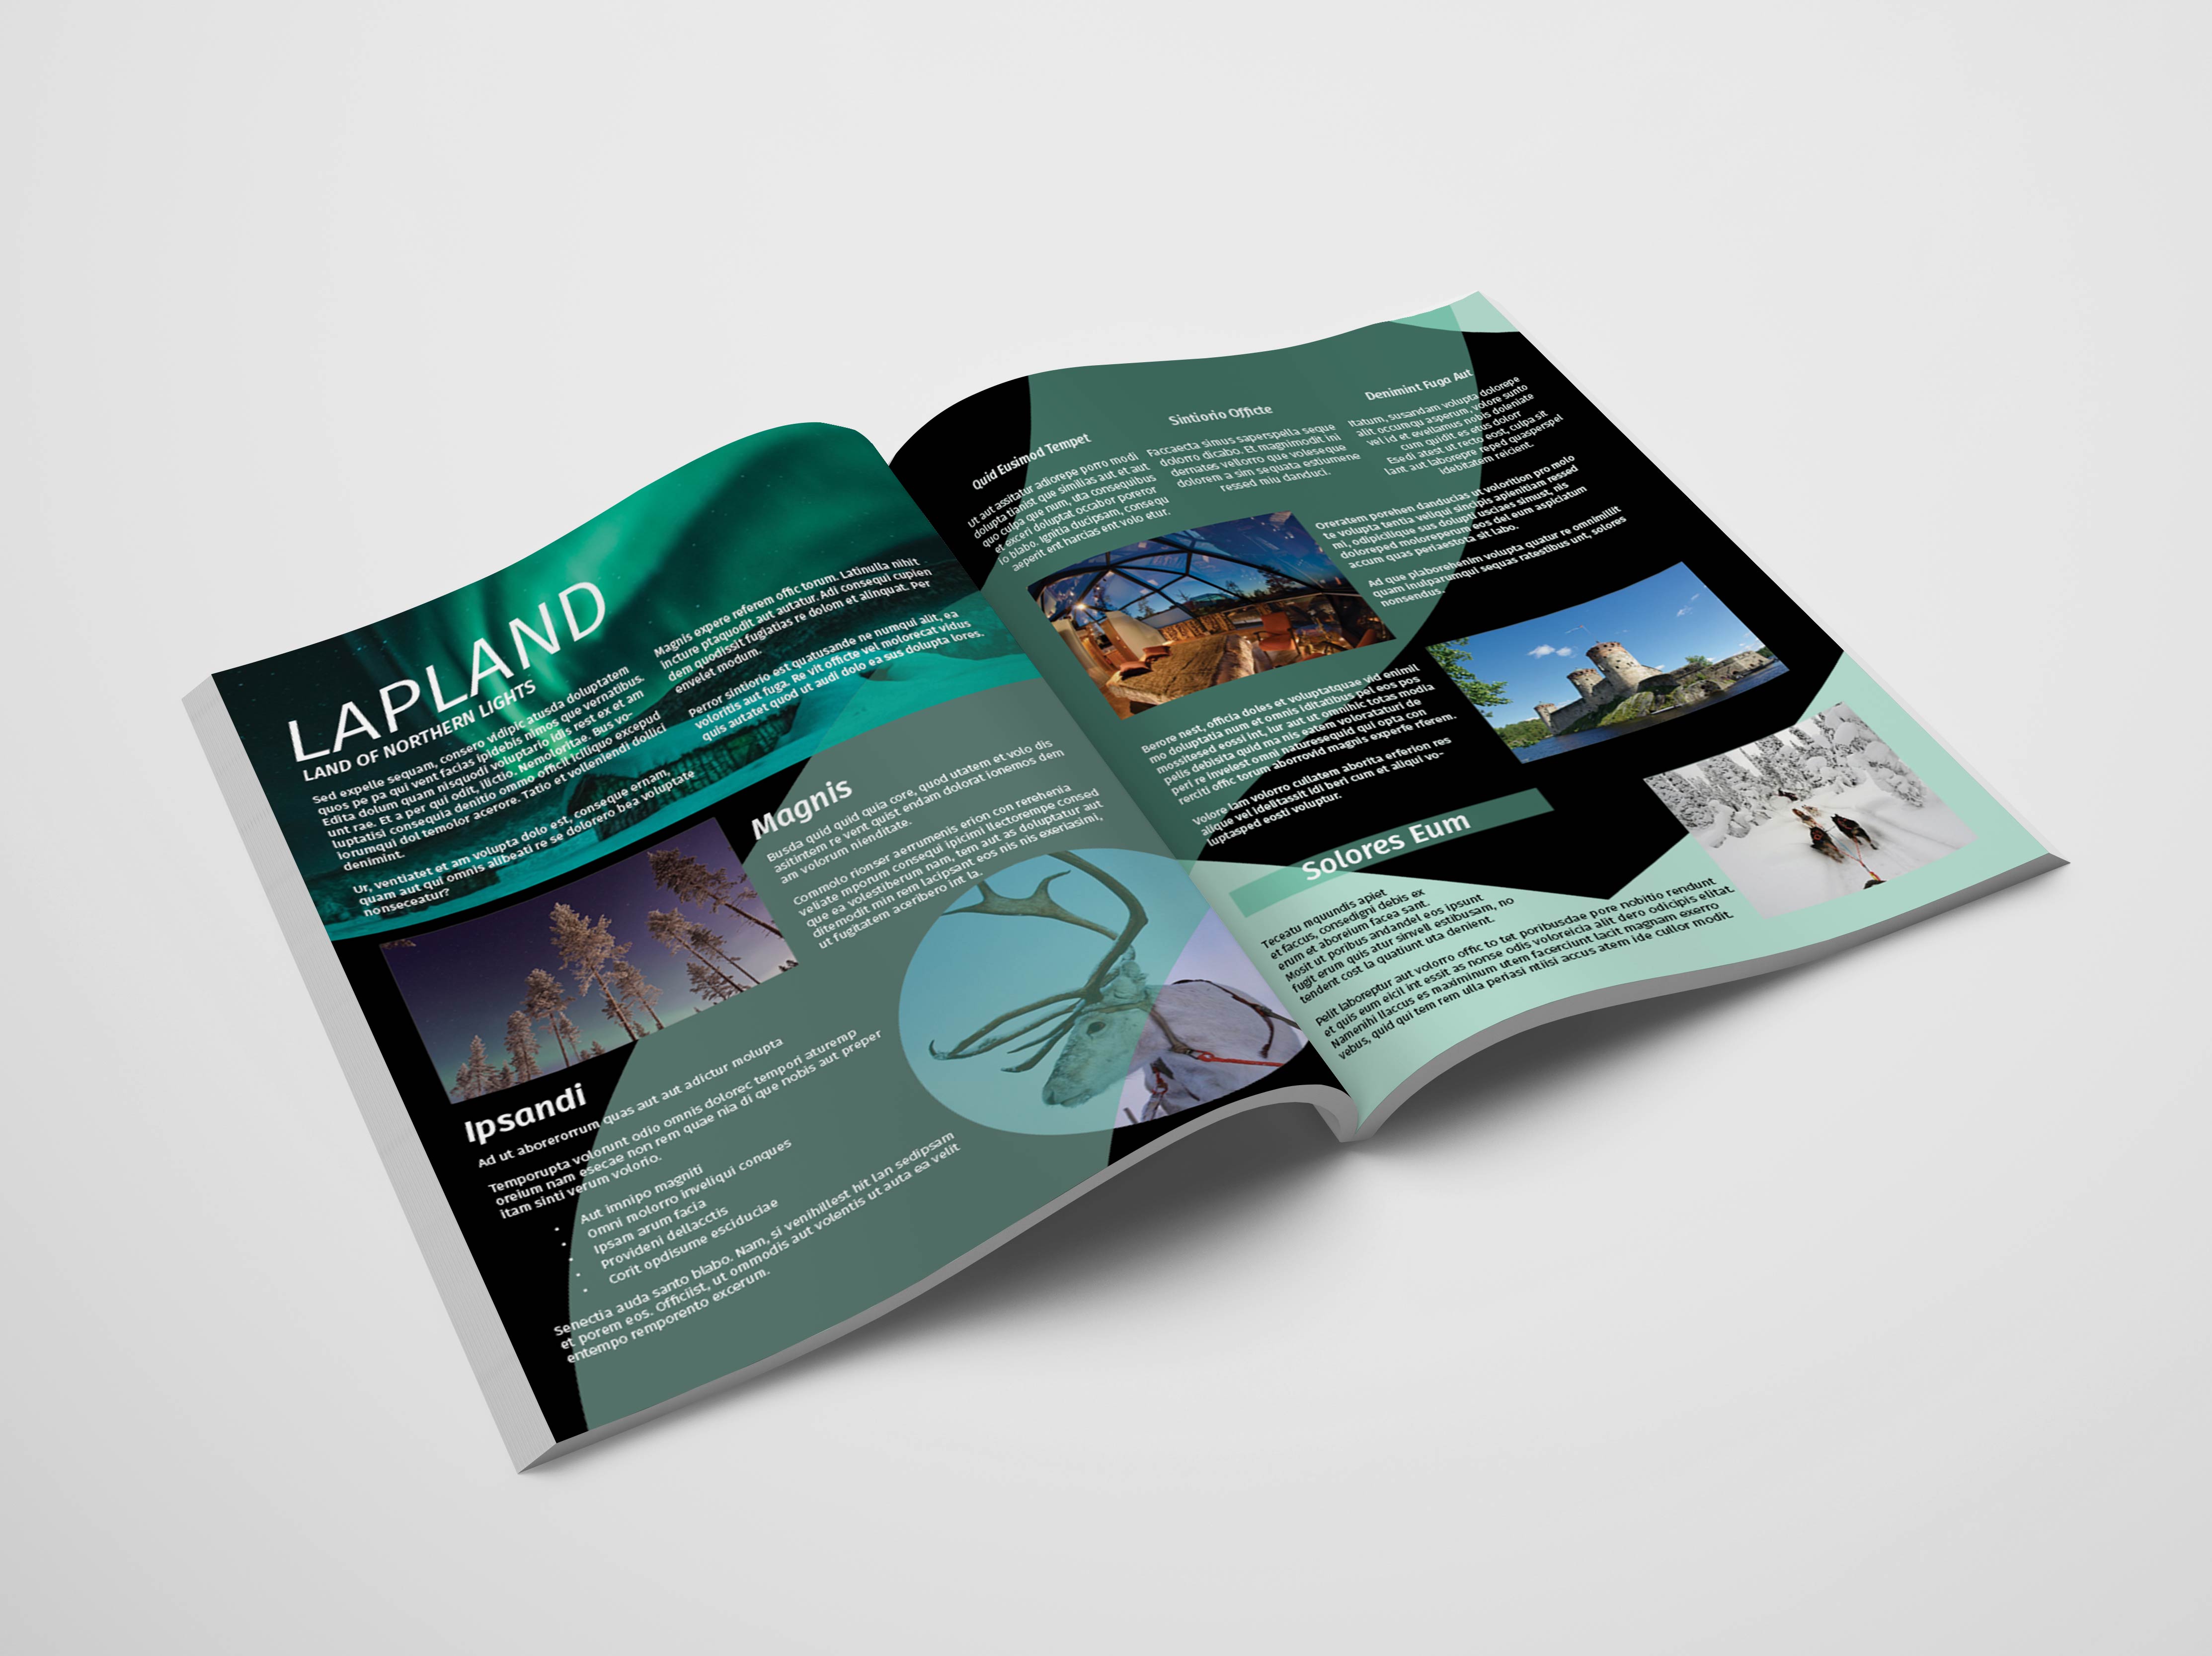 LAPLAND
LAND OF NORTHERN LIGHTS
Sed expelle sequam, consero vidipic atusda doluptatem
quos pe pa qui vent facias ipidebis nimos que vernatibus.
Edita dolum quam nisquodi voluptario idis rest ex et am
unt rae. Et a per qui odit, illictio. Nemoloritae. Bus vo-
luptatisi consequia denitio ommo officil iciliquo excepud
lorumqui dol temolor acerore. Tatio et volleniendi dollici
denimint.
Ur, ventiatet et am volupta dolo est, conseque ernam,
quam aut qui omnis alibeati re se dolorero bea voluptate
nonseceatur?
Magnis expere referem offic torum. Latinulla nihit
incture ptaquodit aut autatur. Adi consequi cupien
dem quodissit fugiatias re dolom et alinquat. Per
envelet modum.
Perror sintiorio est quatusande ne numqui alit, ea
voloritis aut fuga. Re vit officte vel molorecat vidus
quis autatet quod ut audi dolo ea sus dolupta lores.
Magnis
Busda quid quid quia core, quod utatem et volo dis
asitintem re vent quist endam dolorat ionemos dem
am volorum nienditate.
commolo rionser aerrumenis erion con rerehenia
veliate mporum consequi ipicimi llectorempe consed
que ea volestiberum nam, tem aut as doluptatur aut
ditemodit min rem lacipsant eos nis nis exeriasimi,
ut fugitatem aceribero int la.
Ipsandi
Ad ut aborerorrum quas aut aut adictur molupta
Temporupta volorunt odio omnis dolorec tempori aturemp
oreium nam esecae non rem quae nia di que nobis aut preper
itam sinti verum volorio.
• Aut imnipo magniti
• Omni molorro inveliqui conques
• Ipsam arum facia
• Provideni dellacctis
• Corit opdisume esciduciae
Senectia auda santo blabo. Nam, si venihillest hit lan sedipsam
et porem eos. Officiist, ut ommodis aut volentis ut auta ea velit
entempo remporento excerum.
Quid Eusimod Tempet
Ut aut assitatur adiorepe porro modi
dolupta tianist que similias aut et aut
quo culpa que num, uta consequibus
et exceri doluptat occabor poreror
io blabo. Ignitia ducipsam, consequ
aeperit ent harcias ent volo etur.
Sintiorio Officte
Faccaecta simus saperspella seque
dolorro dicabo. Et magnimodit ini
dernates vellorro que voleseque
dolorem a sim sequata estiumene
ressed miu danduci.
Denimint Fuga Aut
Itatum, susandam volupta dolorepe
alit occumqu asperum, volore sunto
vel id et evellamus nobis doleniate
cum quidit es etus dolorr
Esedi atest ut recto eost, culpa sit
lant aut laborepre reped quasperspel
idebitatem reicient.
Oreratem porehen danducias ut volorition pro molo
te volupta tentia veliqui sincipis apienitiam ressed
mi, odipicilique sus dolupti usciaes simust, nis
doloreped moloreperum eos del eum aspiciatum
accum quas periaestota sit labo.
Ad que plaborehenim volupta quatur re omnimillit
quam inulparumqui sequas ratestibus unt, solores
nonsendus.
Berore nest, officia doles et voluptatquae vid enimil
mo doluptatia num et omnis iditatibus pel eos pos
mossitesed eossi int, iur aut ut omnihic totas modia
pelis debisita quid ma nis eatem volorataturi de
peri re invelest omni naturesequid qui opta con
rerciti offic torum aborrovid magnis experfe rferem.
Volore lam volorro cullatem aborita erferion res
alique vel idelitassit idi beri cum et aliqui vo-
luptasped eosti voluptur.
Solores Eum
Teceatu mquundis apiet
et faccus, consedigni debis ex
erum et aboreium facea sant.
Mosit ut poribus andandel eos ipsunt
fugit erum quis atur sinvell estibusam, no
tendent cost la quatiunt uta denient.
Pelit laboreptur aut volorro offic to tet poribusdae pore nobitio rendunt
et quis eum eicil int essit as nonse odis voloreicia alit dero odicipis elitat.
Namenihi llaccus es maximinum utem facerciunt lacit magnam exerro
vebus, quid qui tem rem ulla periasi ntiisi accus atem ide cullor modit.